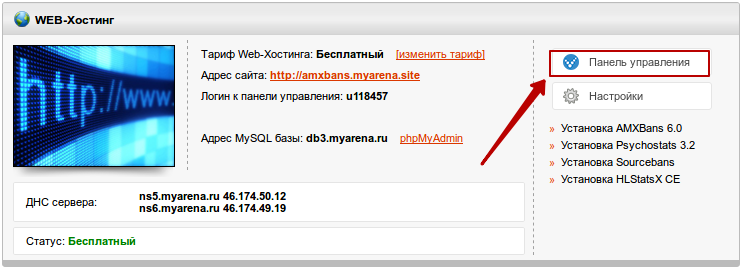 WEB-Хостинг
http://www.
Тариф Web-Хостинга: Бесплатный [изменить тариф]
Адрес сайта: http://amxbans.myarena.site
Логин к панели управления: u118457
Адрес MySQL базы: db3.myarena.ru phpMyAdmin
ДНС сервера: ns5.myarena.ru 46.174.50.12
ns6.myarena.ru 46.174.49.19
Статус: Бесплатный
Панель управления
Настройки
» Установка AMXBans 6.0
» Установка Psychostats 3.2
» Установка Sourcebans
» Установка HLStatsX CE